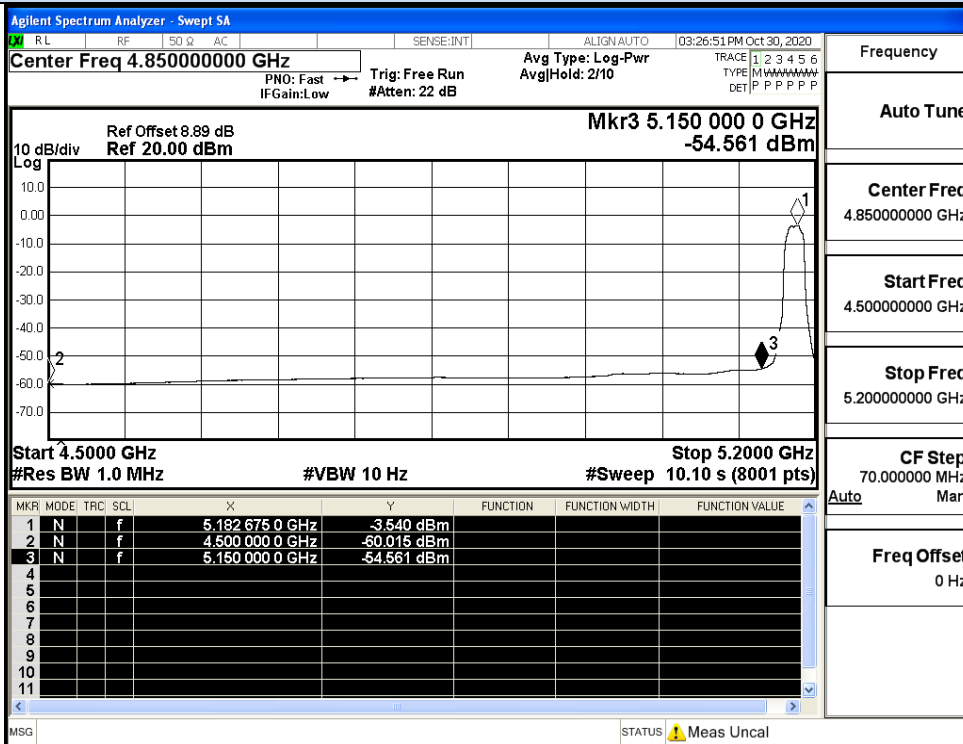 Agilent Spectrum Analyzer - Swept SA
LXI RL RF 50 Ω AC SENSE:INT ALIGNAUTO 03:26:51PM Oct 30, 2020
Center Freq 4.850000000 GHz
PNO: Fast
IFGain:Low
Trig: Free Run
#Atten: 22 dB
Avg Type: Log-Pwr
Avg|Hold: 2/10
TRACE 1 2 3 4 5 6
TYPE MWWWWW
DET P P P P P P
Ref Offset 8.89 dB
10 dB/div Ref 20.00 dBm
Log
Mkr3 5.150 000 0 GHz
-54.561 dBm
10.0
0.00
-10.0
-20.0
-30.0
-40.0
-50.0
-60.0
-70.0
1
2
3
Start 4.5000 GHz Stop 5.2000 GHz
#Res BW 1.0 MHz #VBW 10 Hz #Sweep 10.10 s (8001 pts)
MKR MODE TRC SCL X Y FUNCTION FUNCTION WIDTH FUNCTION VALUE
1 N f 5.182 675 0 GHz -3.540 dBm
2 N f 4.500 000 0 GHz -60.015 dBm
3 N f 5.150 000 0 GHz -54.561 dBm
4
5
6
7
8
9
10
11
MSG STATUS Meas Uncal
Frequency
Auto Tune
Center Freq
4.850000000 GHz
Start Freq
4.500000000 GHz
Stop Freq
5.200000000 GHz
CF Step
70.000000 MHz
Auto Man
Freq Offset
0 Hz